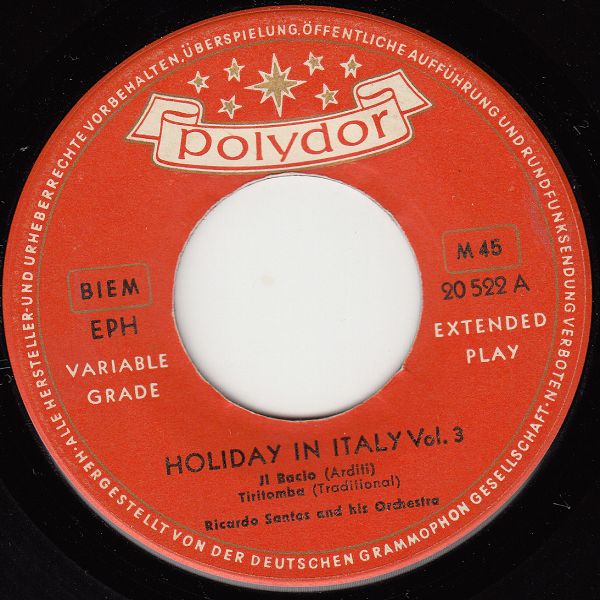 ALLE HERSTELLER-UND URHEBERRECHTE VORBEHALTEN, ÜBERSPIELUNG, ÖFFENTLICHE AUFFÜHRUNG UND RUNDFUNKSENDUNG VERBOTEN·
polydor
BIEM
EPH
VARIABLE
GRADE
M 45
20 522 A
EXTENDED
PLAY
HOLIDAY IN ITALY Vol. 3
Jl Bacio (Arditi)
Tiritomba (Traditional)
Ricardo Santos and his Orchestra
·HERGESTELLT VON DER DEUTSCHEN GRAMMOPHON GESELLSCHAFT·